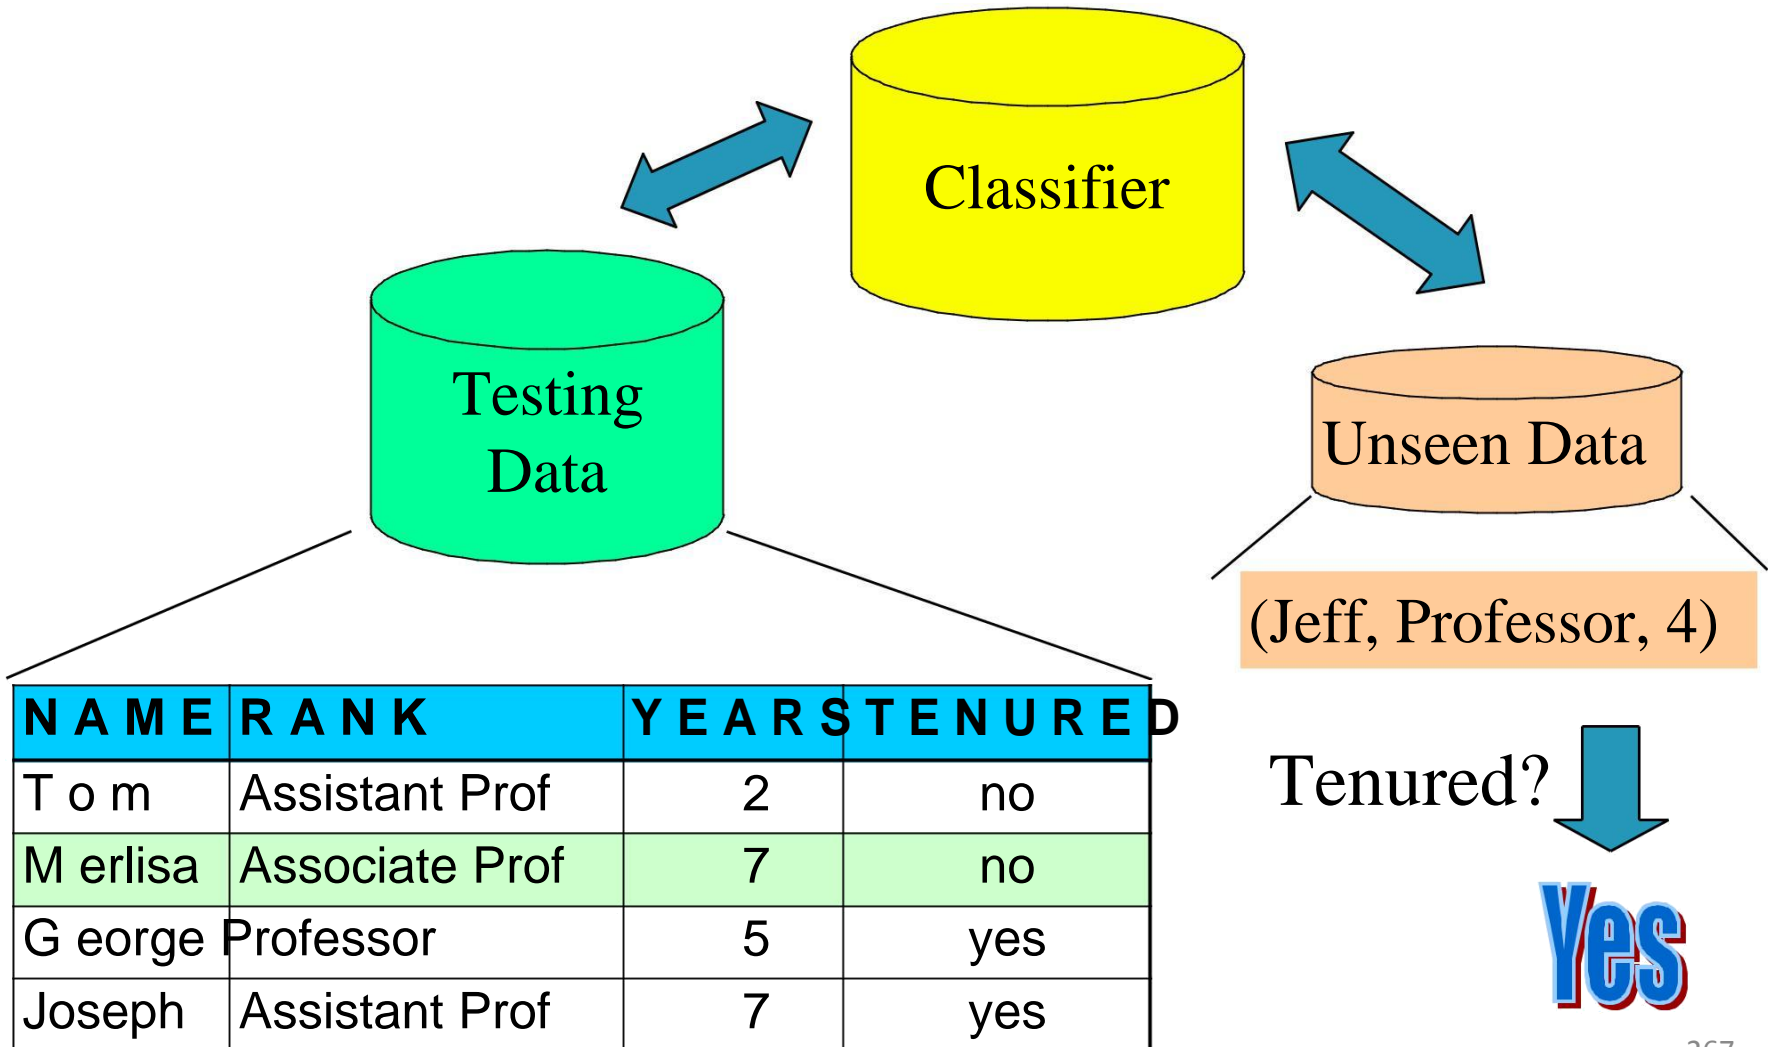 Classifier
Testing
Data
Unseen Data
(Jeff, Professor, 4)
NAME RANK YEARS TENURED
Tom Assistant Prof 2 no
Merlisa Associate Prof 7 no
George Professor 5 yes
Joseph Assistant Prof 7 yes
Tenured?
Yes